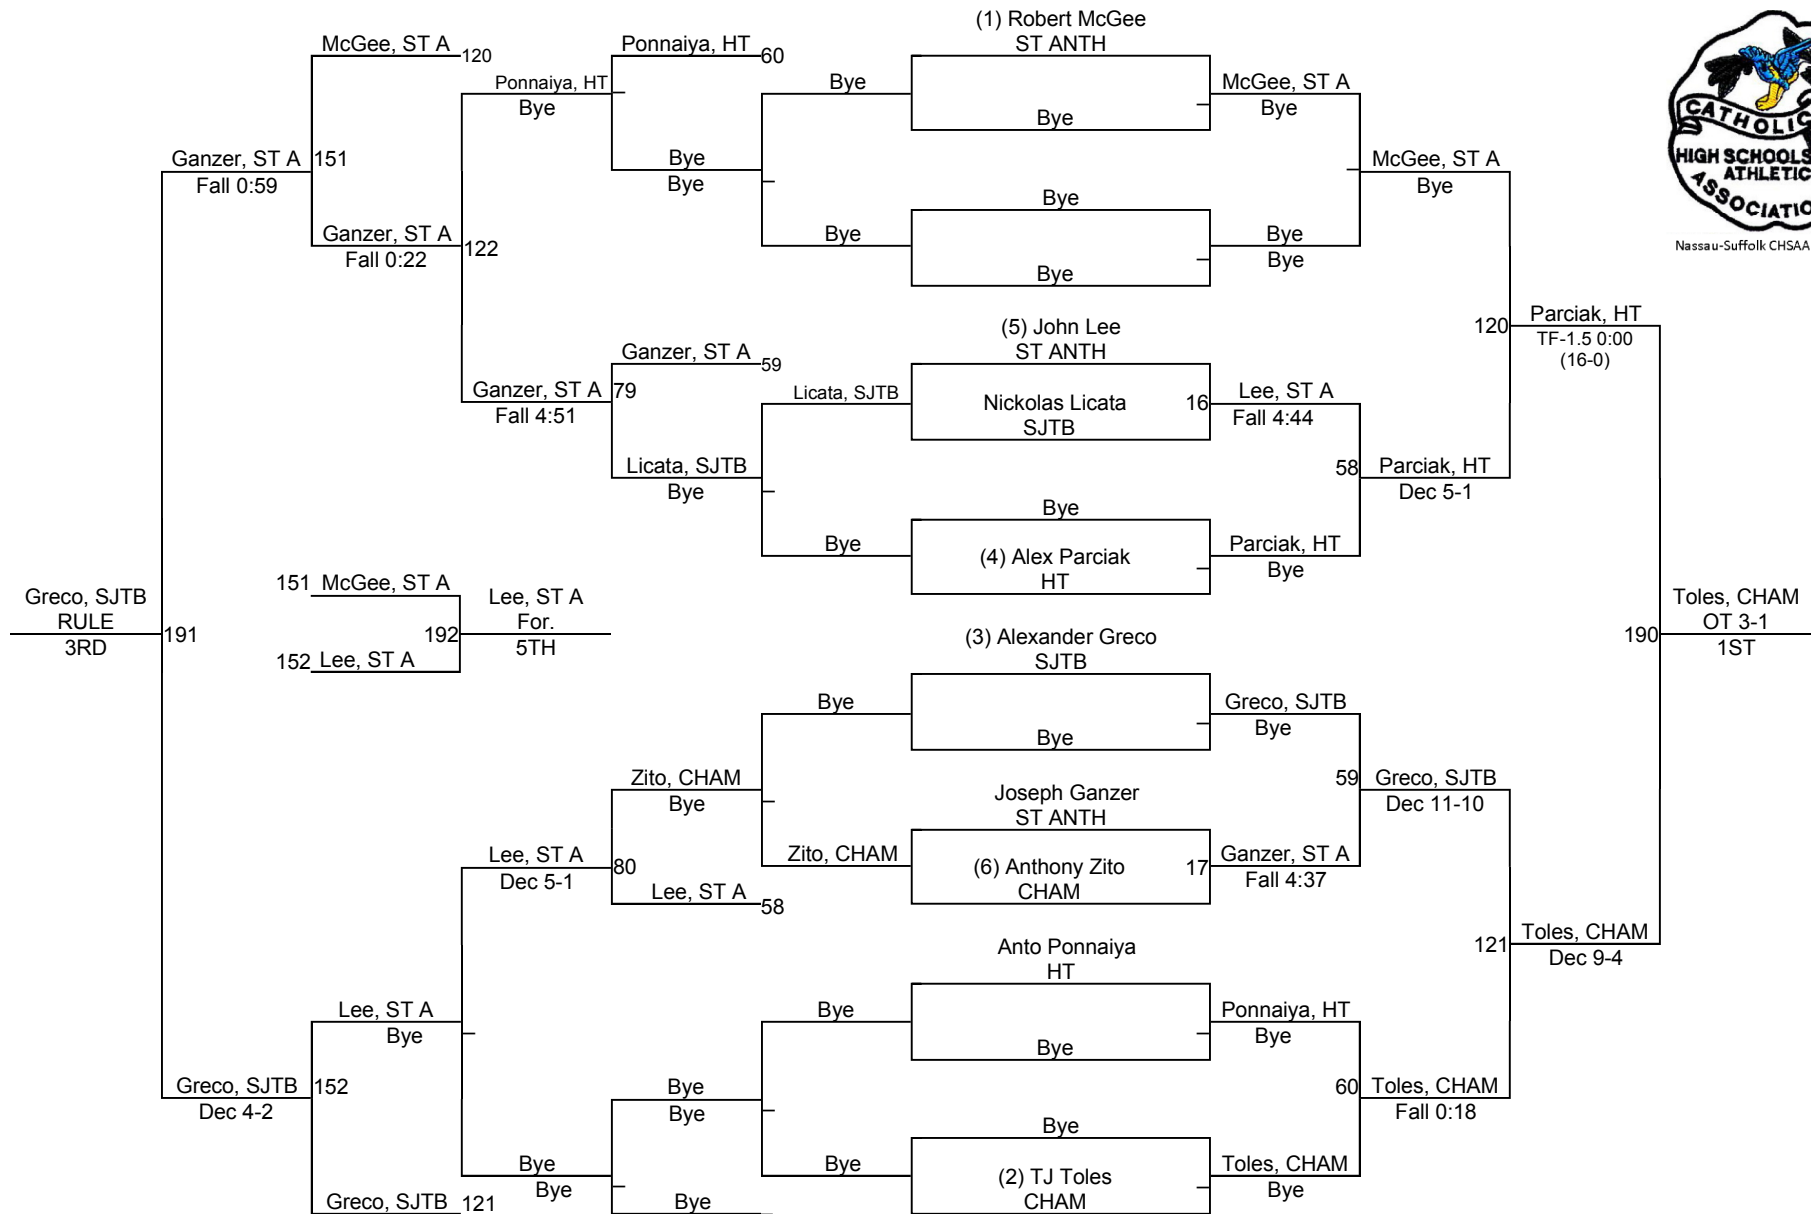 (1) Robert McGee
ST ANTH
McGee, ST A
120
Ponnaiya, HT
60
Ponnaiya, HT
Bye
Bye
Bye
McGee, ST A
Bye
CATHOLIC
HIGH SCHOOLS
ATHLETIC
ASSOCIATIO
Nassau-Suffolk CHSAA
Ganzer, ST A
Fall 0:59
151
Bye
Bye
McGee, ST A
Bye
Ganzer, ST A
Fall 0:22
122
Bye
Bye
Bye
Bye
Bye
(5) John Lee
ST ANTH
120
Parciak, HT
TF-1.5 0:00
(16-0)
Ganzer, ST A
59
Ganzer, ST A
Fall 4:51
79
Licata, SJTB
Nickolas Licata
SJTB
16
Lee, ST A
Fall 4:44
Licata, SJTB
Bye
58
Parciak, HT
Dec 5-1
Bye
Bye
(4) Alex Parciak
HT
Parciak, HT
Bye
Greco, SJTB
RULE
3RD
191
151
McGee, ST A
192
152
Lee, ST A
Lee, ST A
For.
5TH
(3) Alexander Greco
SJTB
190
Toles, CHAM
OT 3-1
1ST
Bye
Bye
Greco, SJTB
Bye
Zito, CHAM
Bye
59
Greco, SJTB
Dec 11-10
Joseph Ganzer
ST ANTH
Lee, ST A
Dec 5-1
80
Zito, CHAM
(6) Anthony Zito
CHAM
17
Ganzer, ST A
Fall 4:37
Lee, ST A
58
Anto Ponnaiya
HT
121
Toles, CHAM
Dec 9-4
Lee, ST A
Bye
Bye
Bye
Ponnaiya, HT
Bye
Greco, SJTB
Dec 4-2
152
Bye
Bye
60
Toles, CHAM
Fall 0:18
Bye
Bye
Bye
Bye
(2) TJ Toles
CHAM
Toles, CHAM
Bye
Greco, SJTB
121
Bye